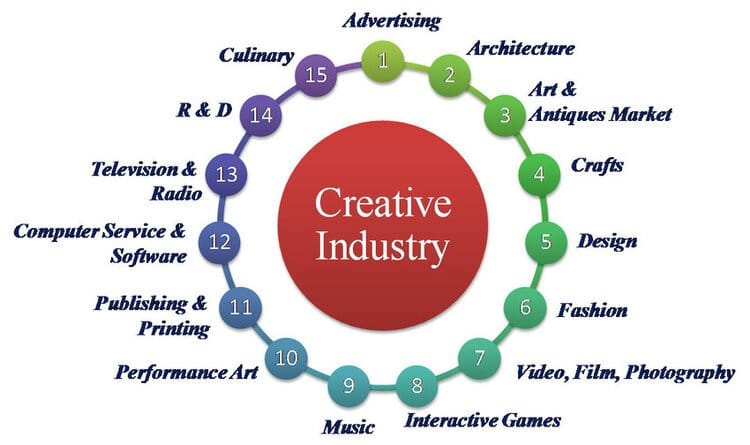 Creative
Industry
1
Advertising
2
Architecture
3
Art &
Antiques Market
4
Crafts
5
Design
6
Fashion
7
Video, Film, Photography
8
Interactive Games
9
Music
10
Performance Art
11
Publishing &
Printing
12
Computer Service &
Software
13
Television &
Radio
14
R & D
15
Culinary